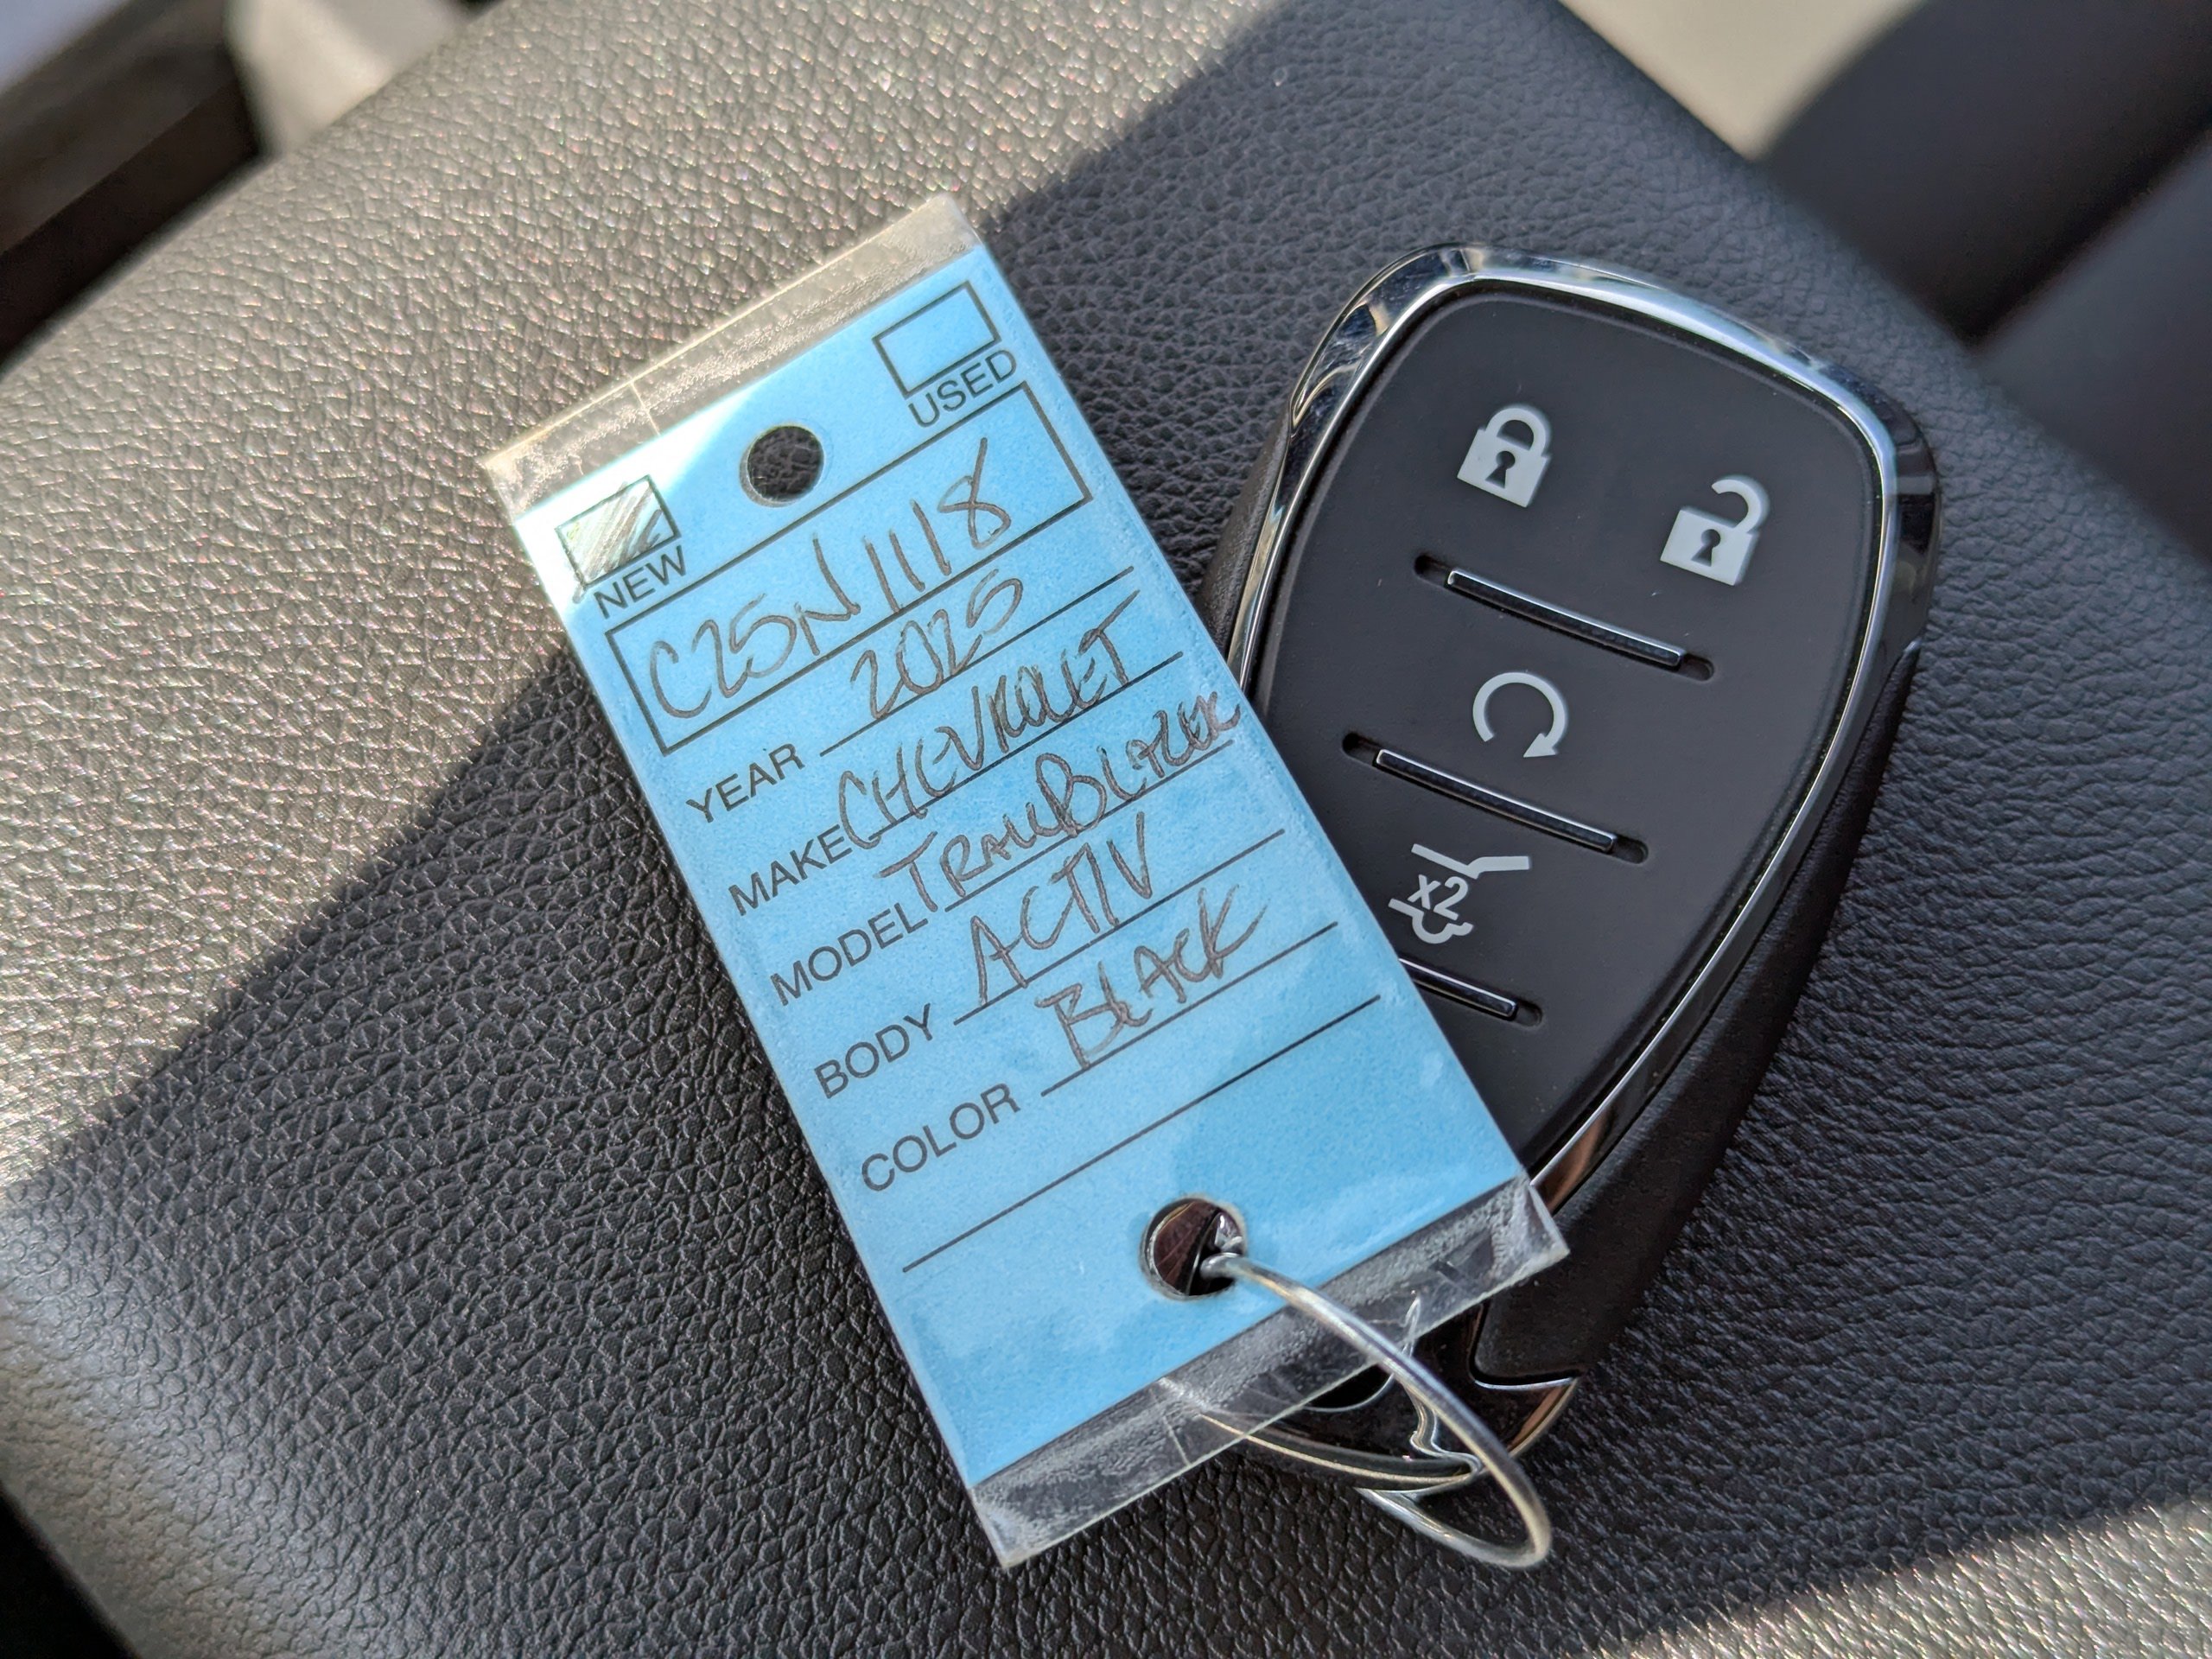 USED
NEW
C25N1118
YEAR 2025
MAKE CHEVROLET
MODEL TRAILBLAZER
BODY ACTIV
COLOR BLACK
x2